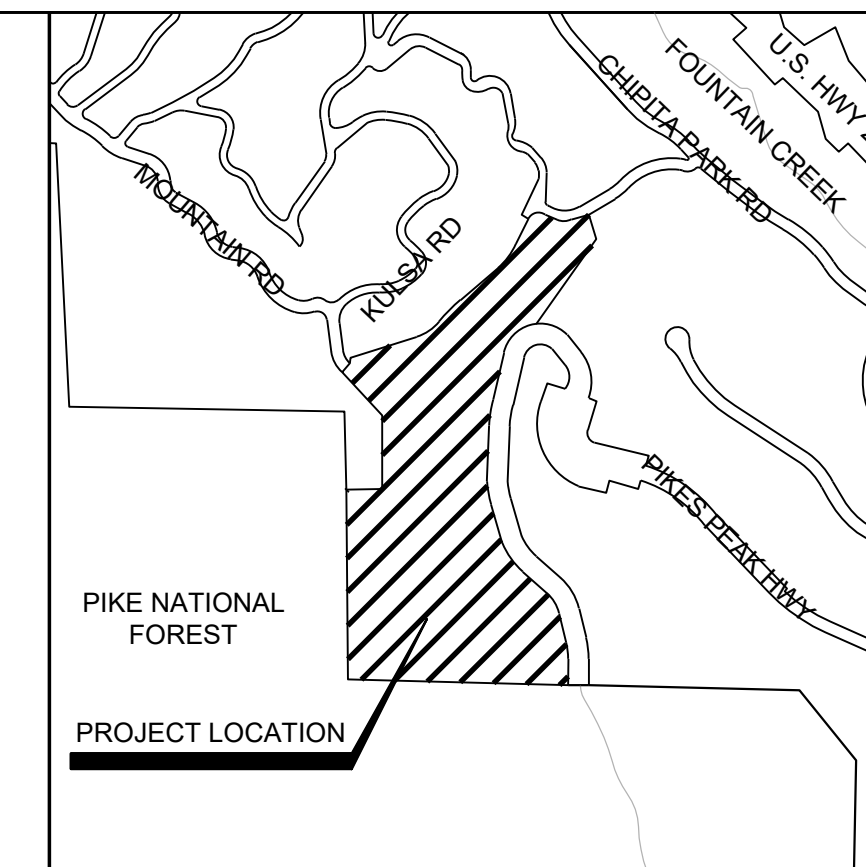 U.S. HWY
FOUNTAIN CREEK
CHIPITA PARK RD
MOUNTAIN RD
KULSA RD
PIKES PEAK HWY
PIKE NATIONAL
FOREST
PROJECT LOCATION